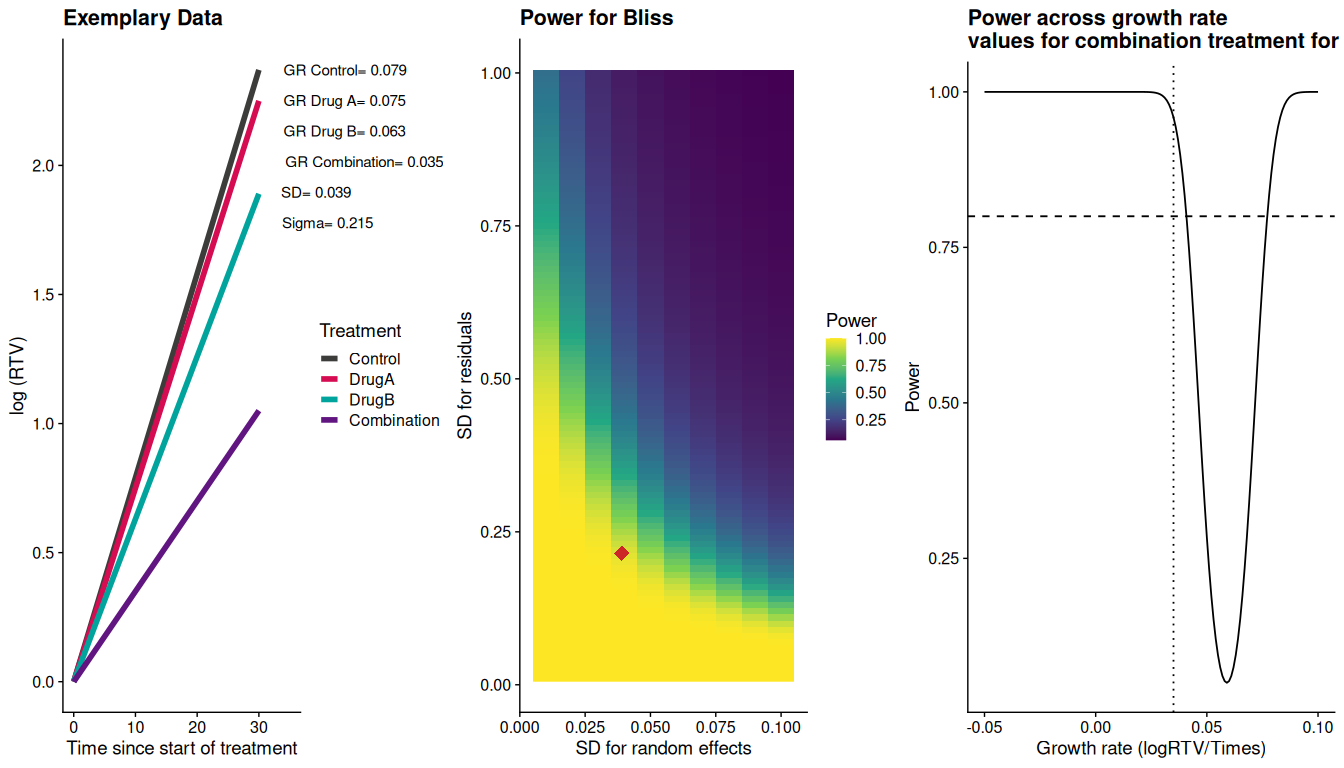 Exemplary Data
GR Control= 0.079
GR Drug A= 0.075
GR Drug B= 0.063
GR Combination= 0.035
SD= 0.039
Sigma= 0.215
log (RTV)
2.0
1.5
1.0
0.5
0.0
0
10
20
30
Time since start of treatment
Treatment
Control
DrugA
DrugB
Combination
Power for Bliss
SD for residuals
1.00
0.75
0.50
0.25
0.00
0.000
0.025
0.050
0.075
0.100
SD for random effects
Power
1.00
0.75
0.50
0.25
Power across growth rate
values for combination treatment for
Power
1.00
0.75
0.50
0.25
-0.05
0.00
0.05
0.10
Growth rate (logRTV/Times)